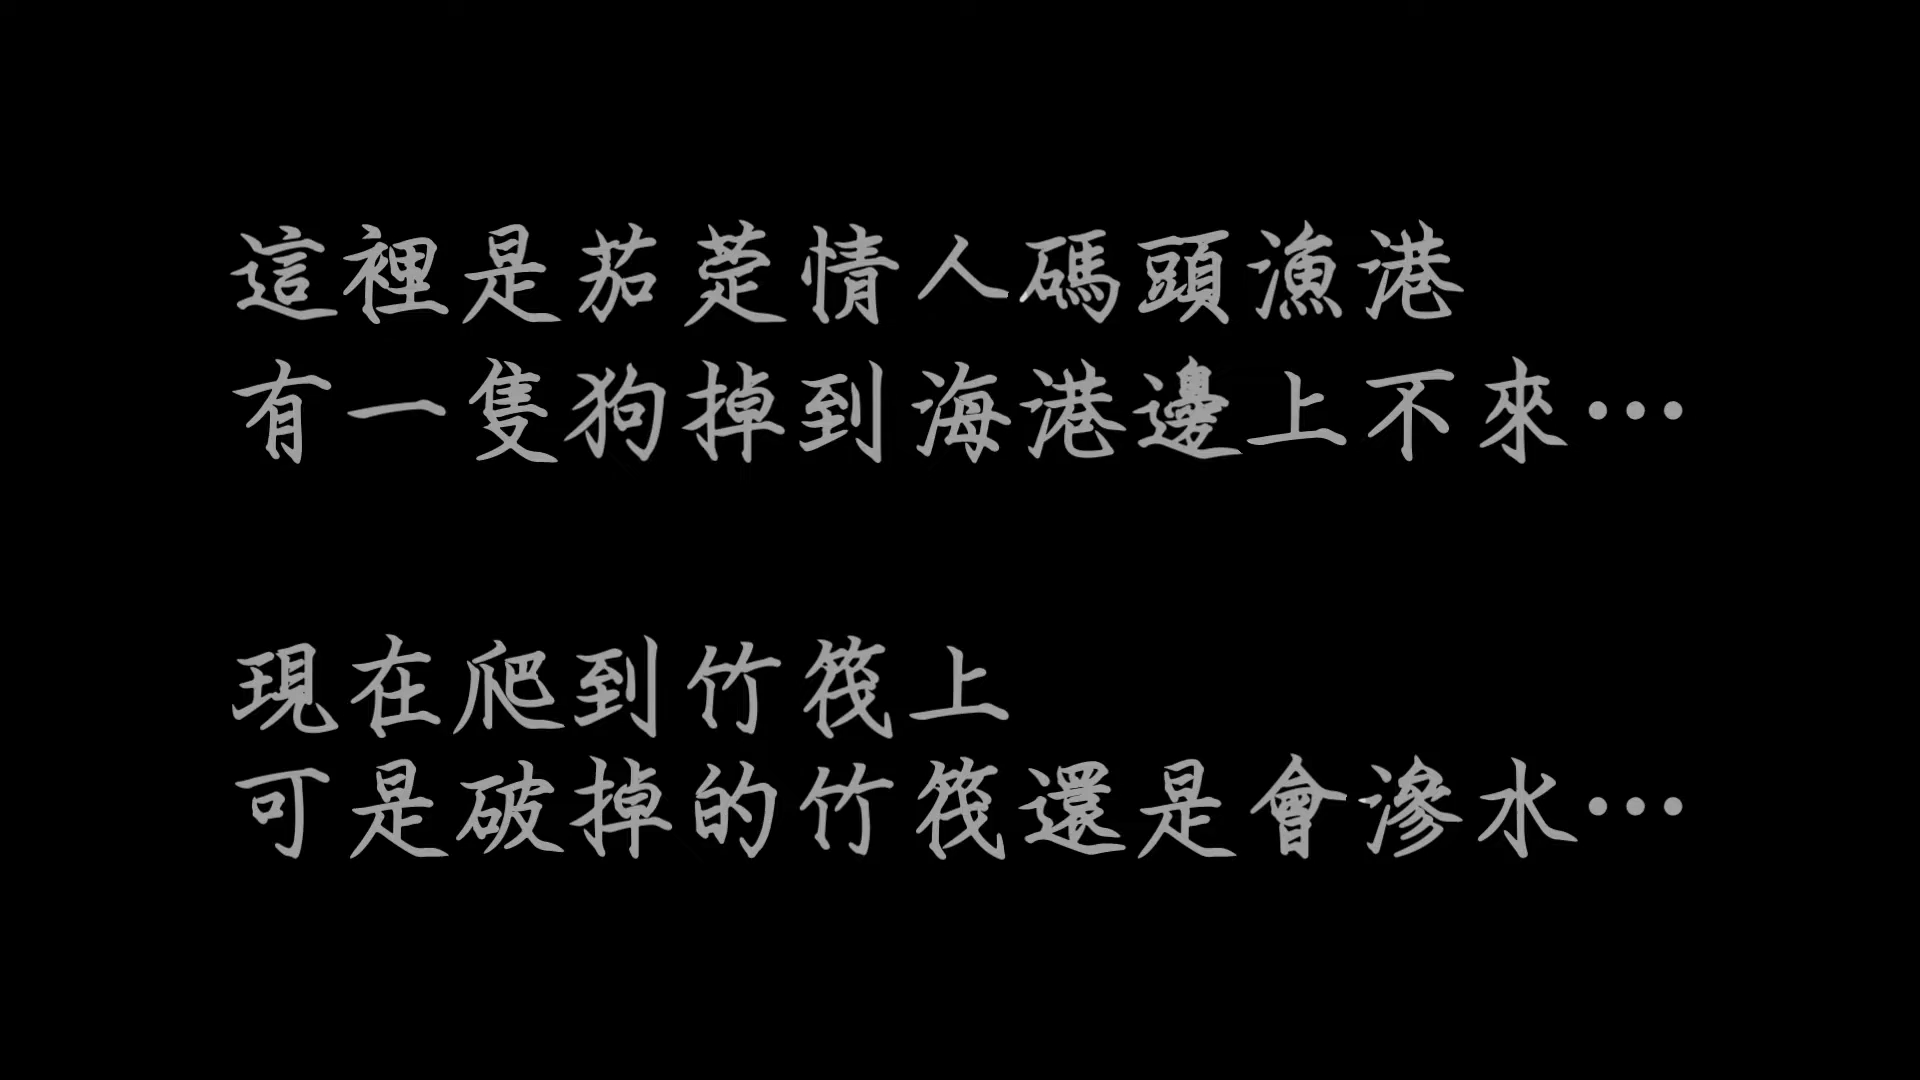 這裡是茄萣情人碼頭漁港
有一隻狗掉到海港邊上不來…
現在爬到竹筏上
可是破掉的竹筏還是會滲水…